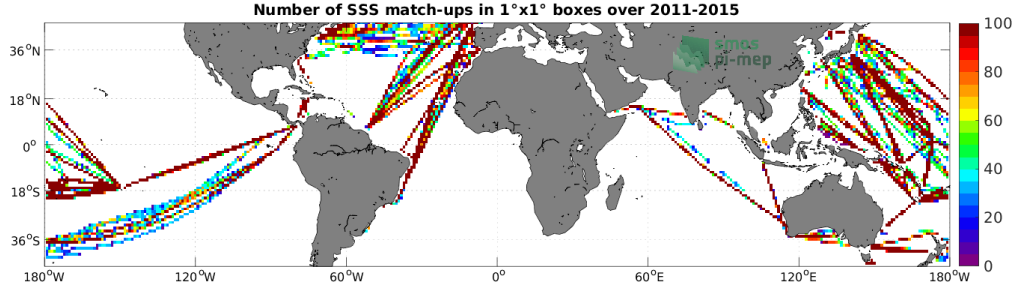 Number of SSS match-ups in 1°x1° boxes over 2011-2015
smos
pi-mep
36°N
18°N
0°
18°S
36°S
180°W
120°W
60°W
0°
60°E
120°E
180°W
100
80
60
40
20
0